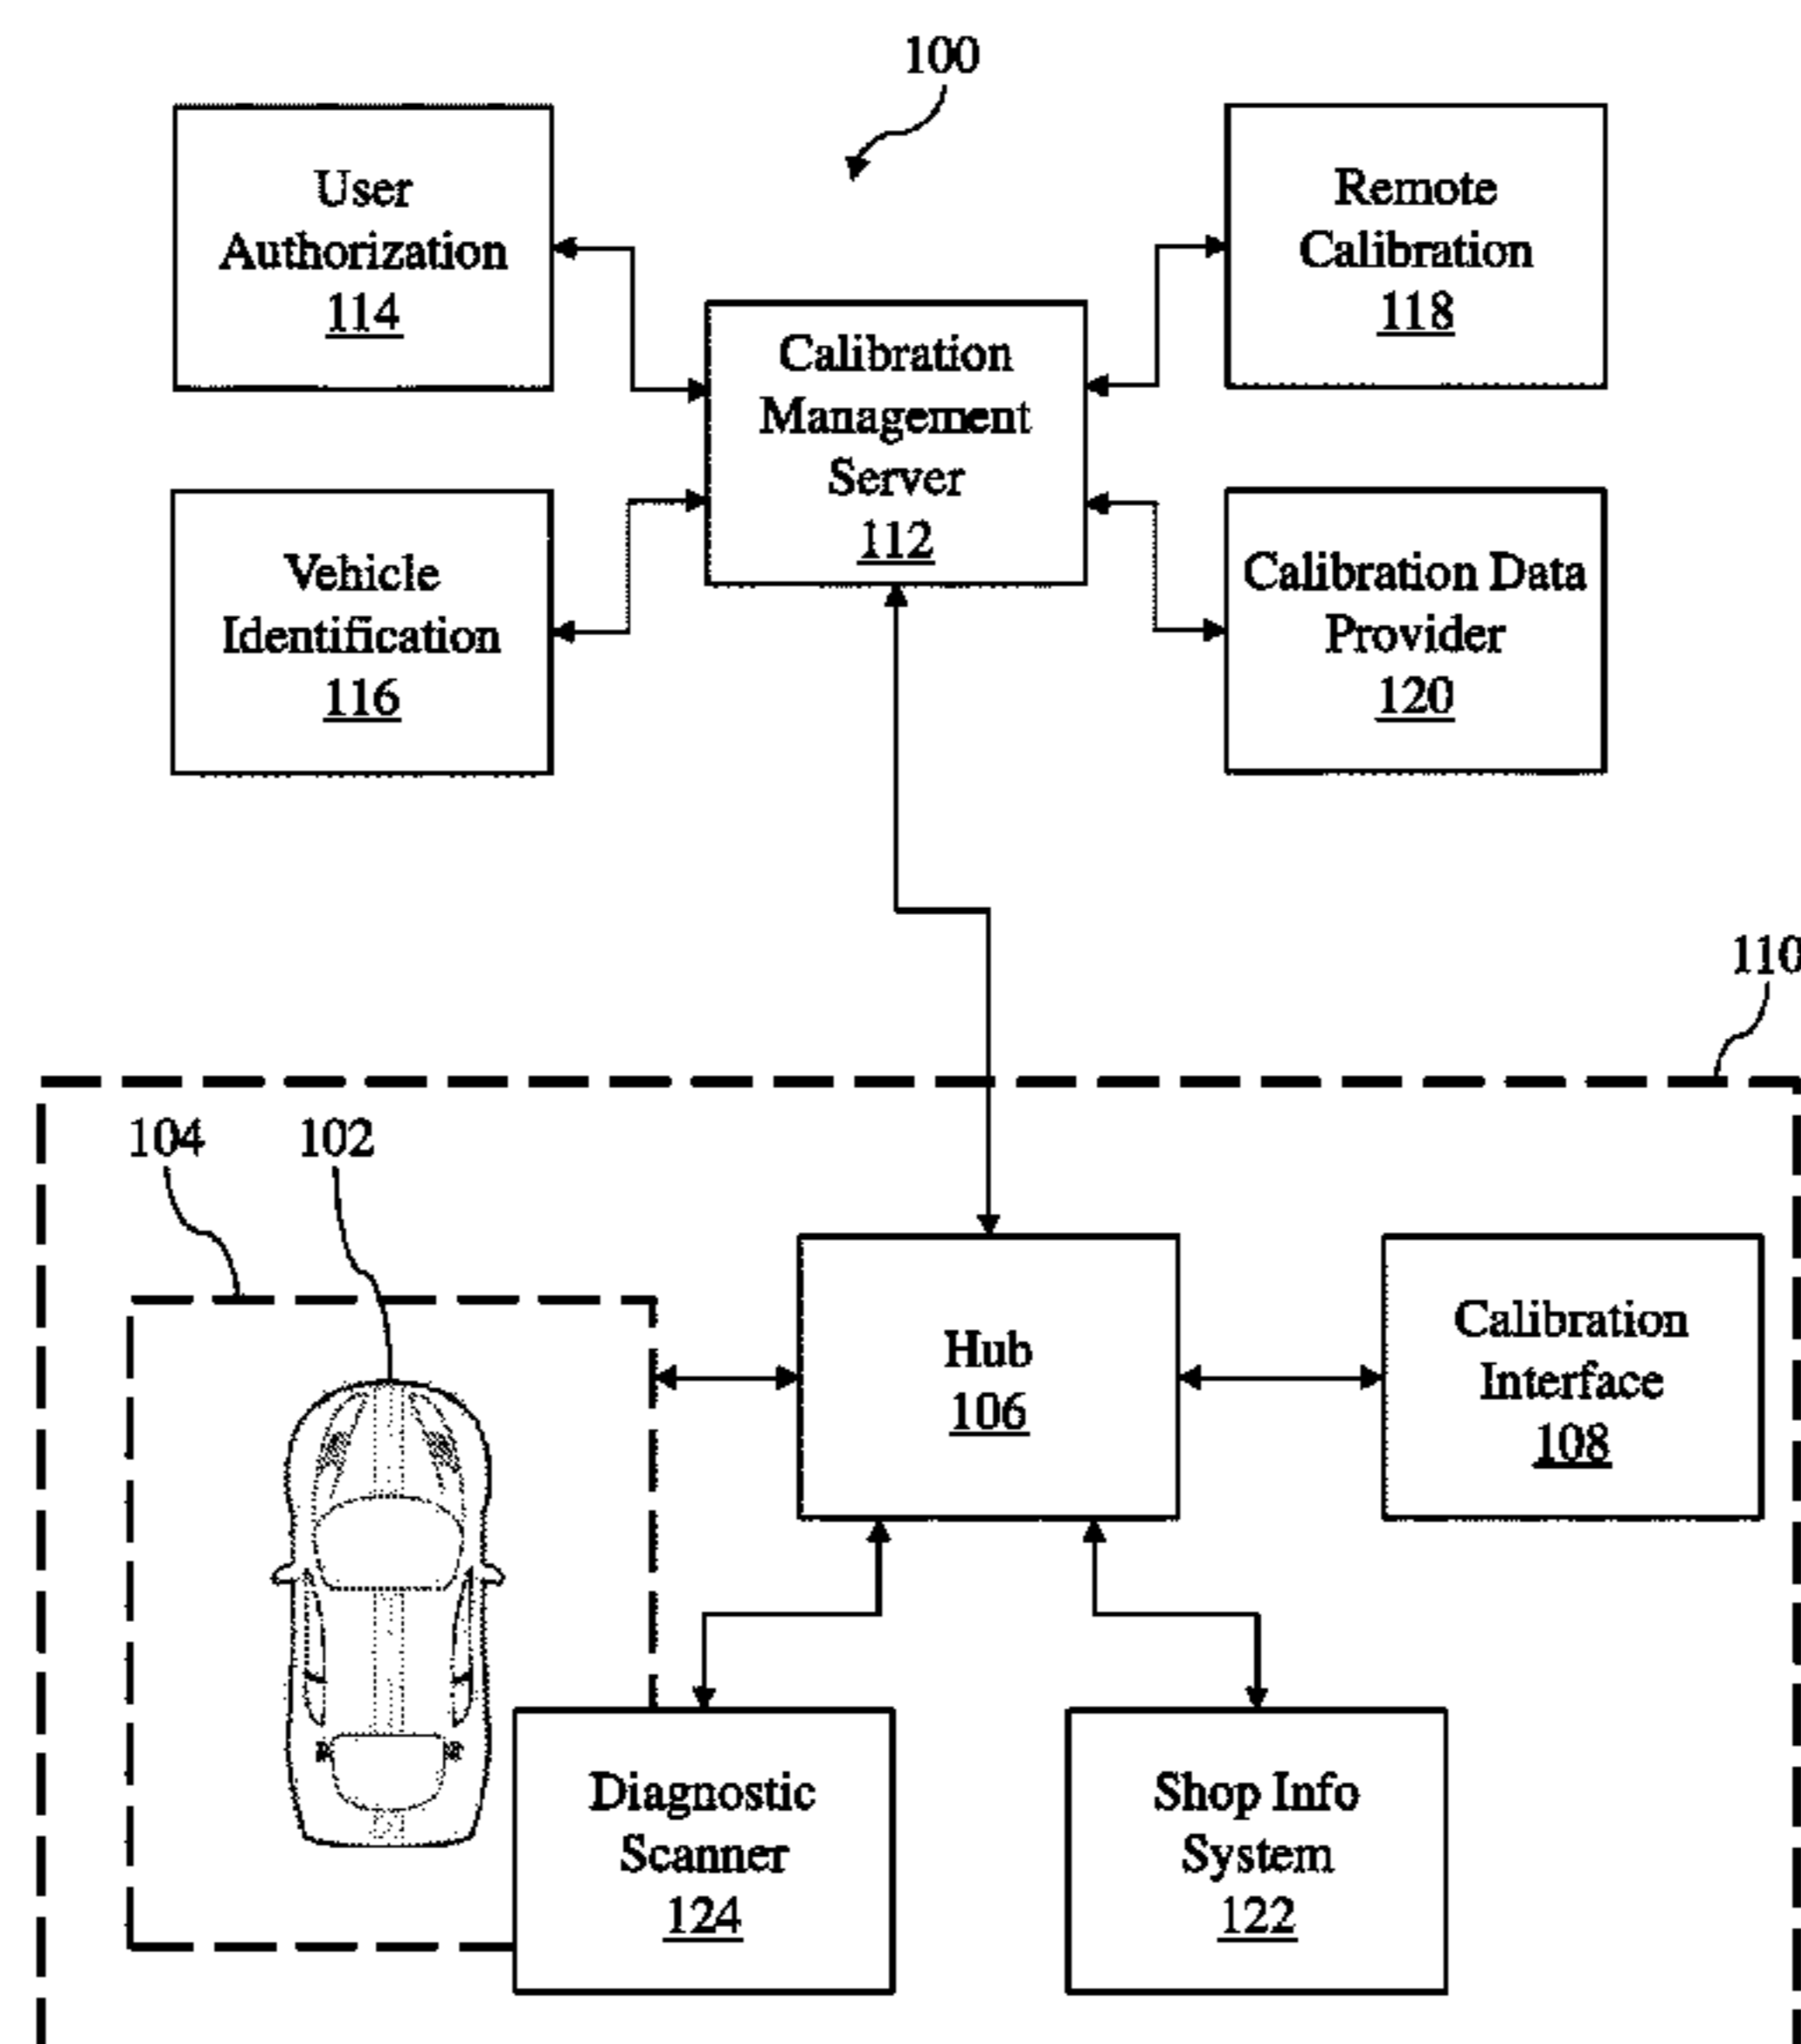 100
User
Authorization
114
Remote
Calibration
118
Calibration
Management
Server
112
Vehicle
Identification
116
Calibration Data
Provider
120
110
104
102
Hub
106
Calibration
Interface
108
Diagnostic
Scanner
124
Shop Info
System
122